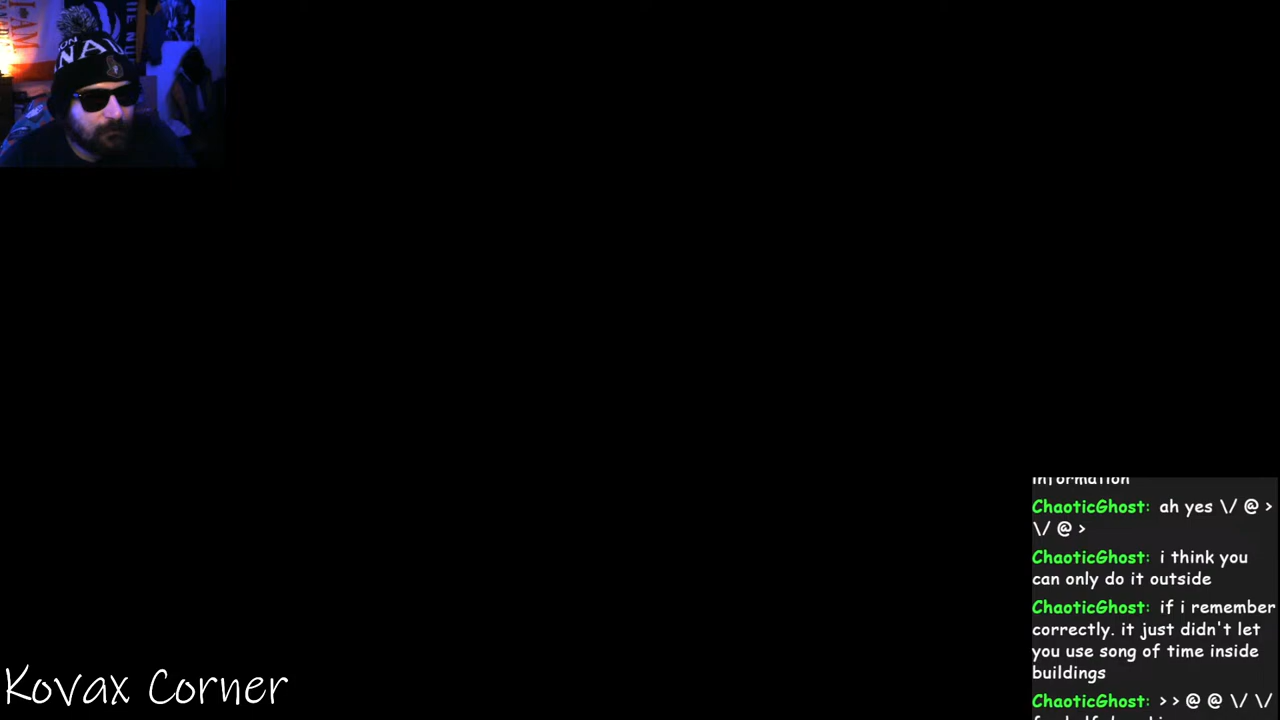 information
ChaoticGhost: ah yes \/ @ >
\/ @ >
ChaoticGhost: i think you
can only do it outside
ChaoticGhost: if i remember
correctly. it just didn't let
you use song of time inside
buildings
ChaoticGhost: > > @ @ \/ \/
Kovax Corner